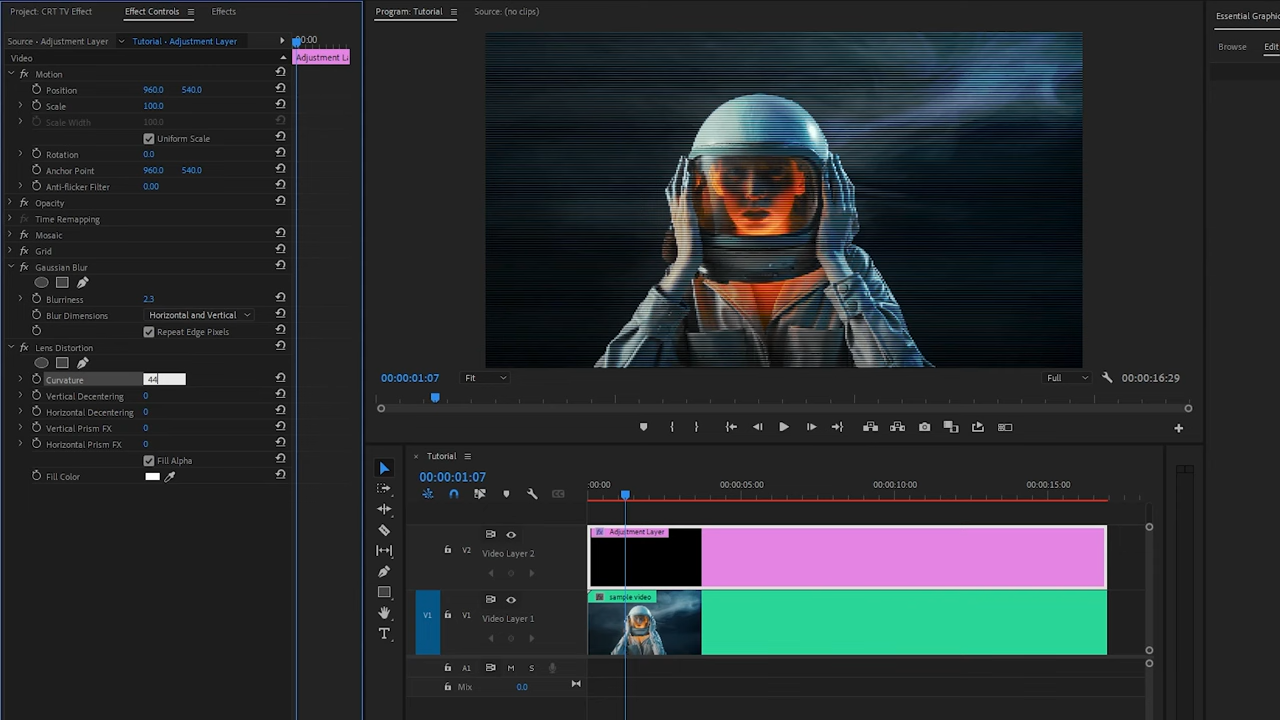 Project: CRT TV Effect
Effect Controls
Effects
Program: Tutorial
Source: (no clips)
Essential Graphic
Source · Adjustment Layer
Tutorial · Adjustment Layer
:00:00
Browse
Edit
Video
Adjustment La
Motion
Position 960.0 540.0
Scale 100.0
Scale Width 100.0
Uniform Scale
Rotation 0.0
Anchor Point 960.0 540.0
Anti-flicker Filter 0.00
Opacity
Time Remapping
Mosaic
Grid
Gaussian Blur
Blurriness 2.3
Blur Dimensions Horizontal and Vertical
Repeat Edge Pixels
Lens Distortion
Curvature 44
Vertical Decentering 0
Horizontal Decentering 0
Vertical Prism FX 0
Horizontal Prism FX 0
Fill Alpha
Fill Color
00:00:01:07
Fit
Full
00:00:16:29
Tutorial
00:00:01:07
:00:00
00:00:05:00
00:00:10:00
00:00:15:00
fx Adjustment Layer
V2 Video Layer 2
sample video
V1 V1 Video Layer 1
A1 M S
Mix 0.0